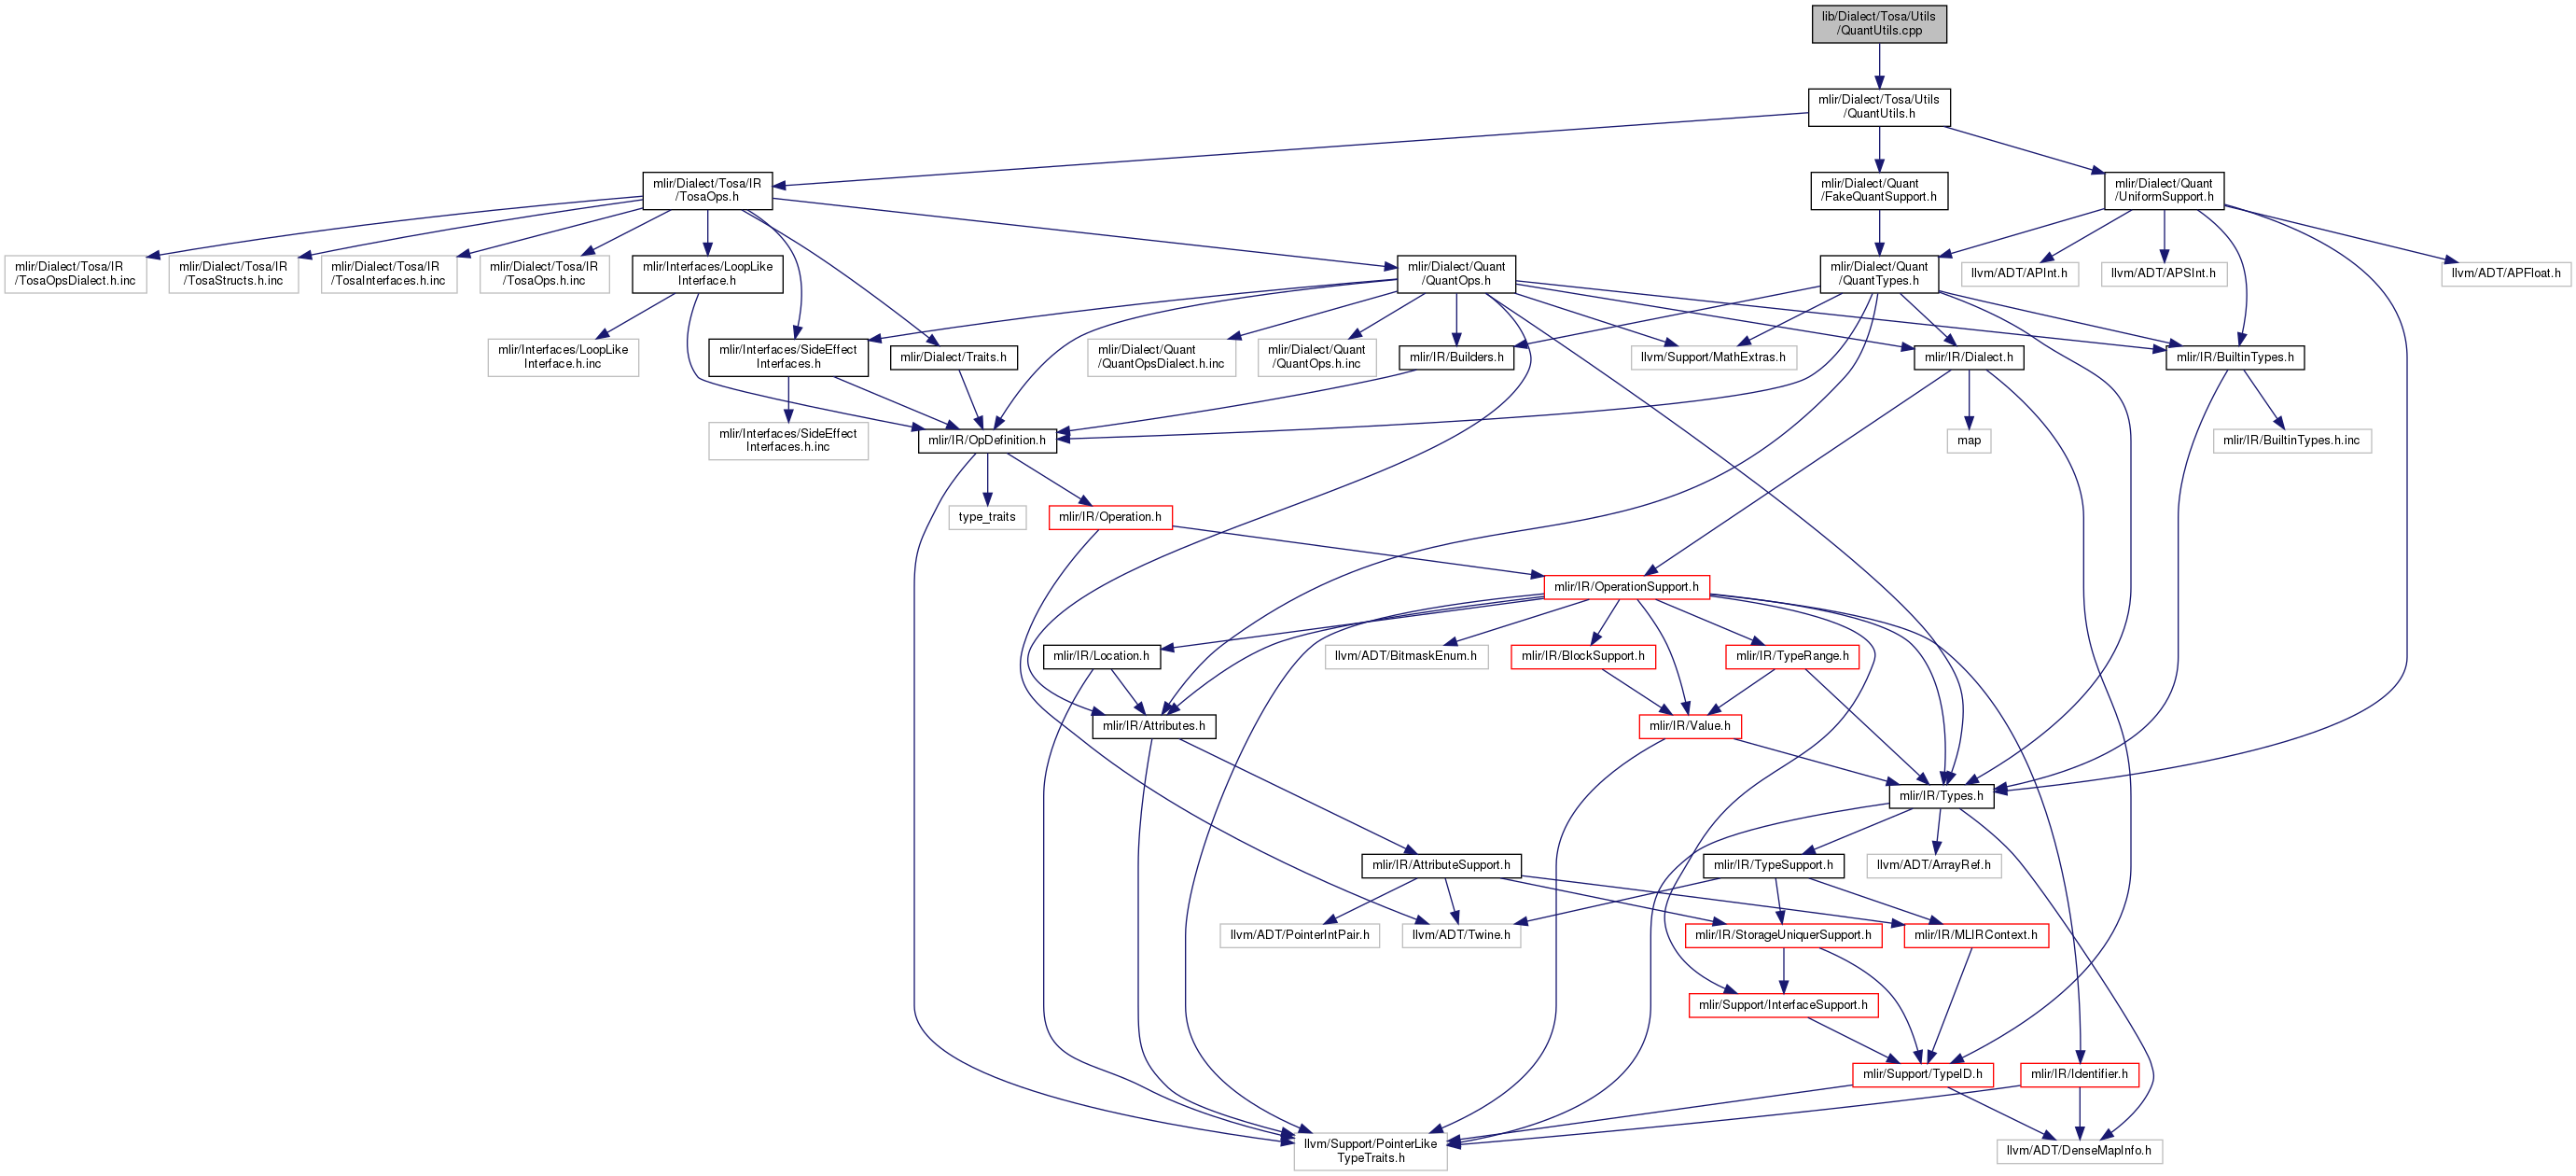 lib/Dialect/Tosa/Utils
/QuantUtils.cpp
mlir/Dialect/Tosa/Utils
/QuantUtils.h
mlir/Dialect/Tosa/IR
/TosaOps.h
mlir/Dialect/Quant
/FakeQuantSupport.h
mlir/Dialect/Quant
/UniformSupport.h
mlir/Dialect/Tosa/IR
/TosaOpsDialect.h.inc
mlir/Dialect/Tosa/IR
/TosaStructs.h.inc
mlir/Dialect/Tosa/IR
/TosaInterfaces.h.inc
mlir/Dialect/Tosa/IR
/TosaOps.h.inc
mlir/Interfaces/LoopLike
Interface.h
mlir/Dialect/Quant
/QuantOps.h
mlir/Dialect/Quant
/QuantTypes.h
llvm/ADT/APInt.h
llvm/ADT/APSInt.h
llvm/ADT/APFloat.h
mlir/Interfaces/LoopLike
Interface.h.inc
mlir/Interfaces/SideEffect
Interfaces.h
mlir/Dialect/Traits.h
mlir/Dialect/Quant
/QuantOpsDialect.h.inc
mlir/Dialect/Quant
/QuantOps.h.inc
mlir/IR/Builders.h
llvm/Support/MathExtras.h
mlir/IR/Dialect.h
mlir/IR/BuiltinTypes.h
mlir/Interfaces/SideEffect
Interfaces.h.inc
mlir/IR/OpDefinition.h
map
mlir/IR/BuiltinTypes.h.inc
type_traits
mlir/IR/Operation.h
mlir/IR/OperationSupport.h
mlir/IR/Location.h
llvm/ADT/BitmaskEnum.h
mlir/IR/BlockSupport.h
mlir/IR/TypeRange.h
mlir/IR/Attributes.h
mlir/IR/Value.h
mlir/IR/Types.h
mlir/IR/AttributeSupport.h
mlir/IR/TypeSupport.h
llvm/ADT/ArrayRef.h
llvm/ADT/PointerIntPair.h
llvm/ADT/Twine.h
mlir/IR/StorageUniquerSupport.h
mlir/IR/MLIRContext.h
mlir/Support/InterfaceSupport.h
mlir/Support/TypeID.h
mlir/IR/Identifier.h
llvm/Support/PointerLike
TypeTraits.h
llvm/ADT/DenseMapInfo.h